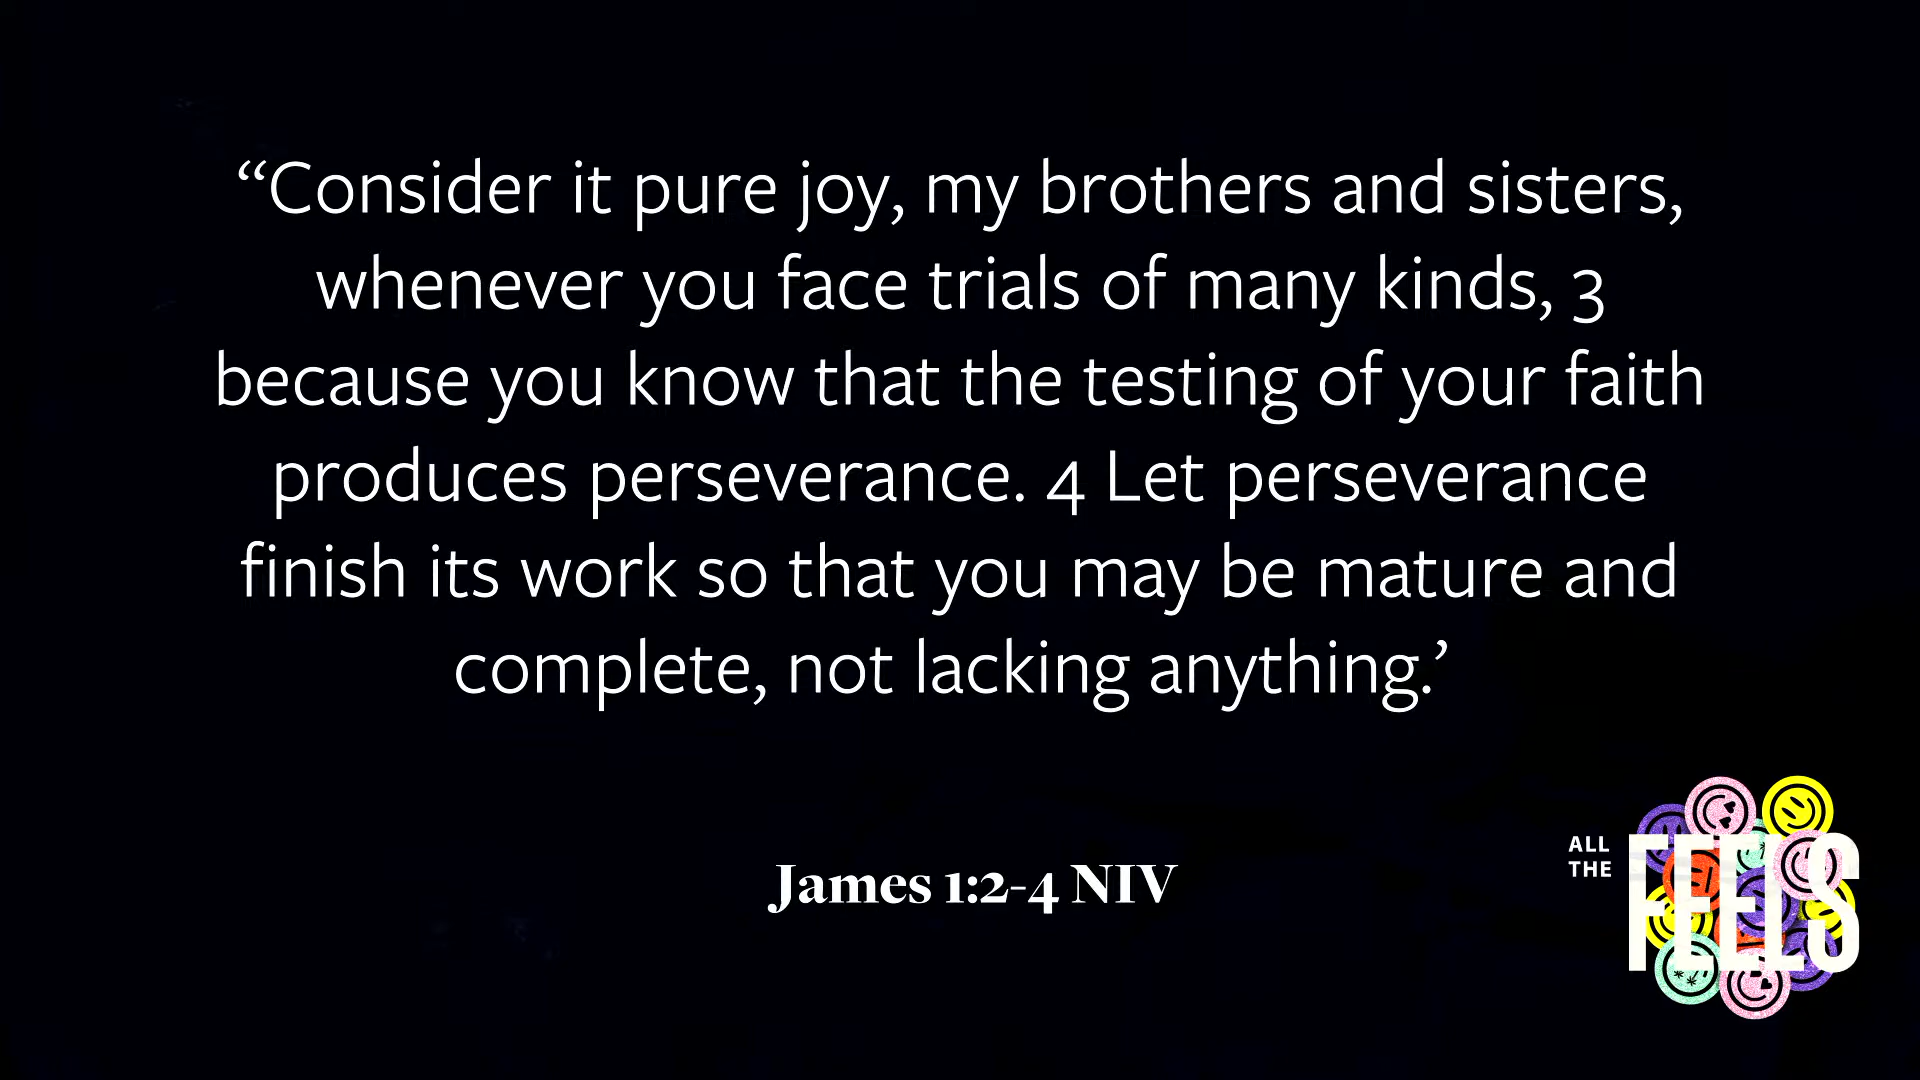 “Consider it pure joy, my brothers and sisters,
whenever you face trials of many kinds, 3
because you know that the testing of your faith
produces perseverance. 4 Let perseverance
finish its work so that you may be mature and
complete, not lacking anything.’
James 1:2-4 NIV
ALL
THE
FEELS